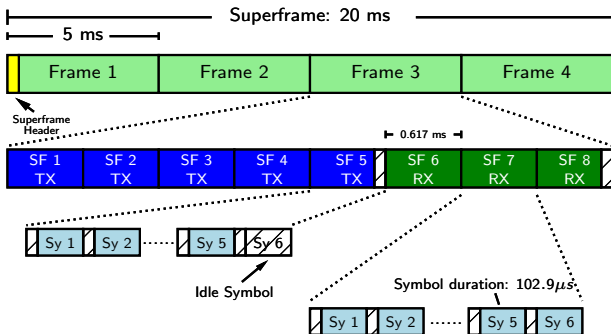 Superframe: 20 ms
5 ms
Frame 1 Frame 2 Frame 3 Frame 4
Superframe
Header
0.617 ms
SF 1 SF 2 SF 3 SF 4 SF 5 SF 6 SF 7 SF 8
TX TX TX TX TX RX RX RX
Sy 1 Sy 2 Sy 5 Sy 6
Idle Symbol
Symbol duration: 102.9μs
Sy 1 Sy 2 Sy 5 Sy 6